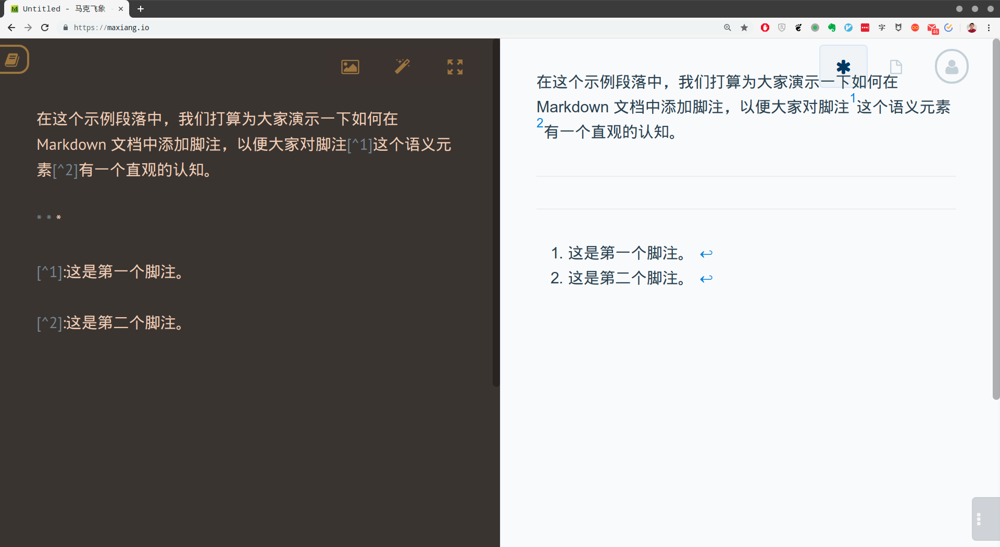 Untitled - 马克飞象 -
https://maxiang.io
字
46
在这个示例段落中，我们打算为大家演示一下如何在
Markdown 文档中添加脚注，以便大家对脚注[^1]这个语义元
素[^2]有一个直观的认知。
* * *
[^1]:这是第一个脚注。
[^2]:这是第二个脚注。
在这个示例段落中，我们打算为大家演示一下如何在
Markdown 文档中添加脚注，以便大家对脚注1这个语义元素
2有一个直观的认知。
1. 这是第一个脚注。 ↩
2. 这是第二个脚注。 ↩